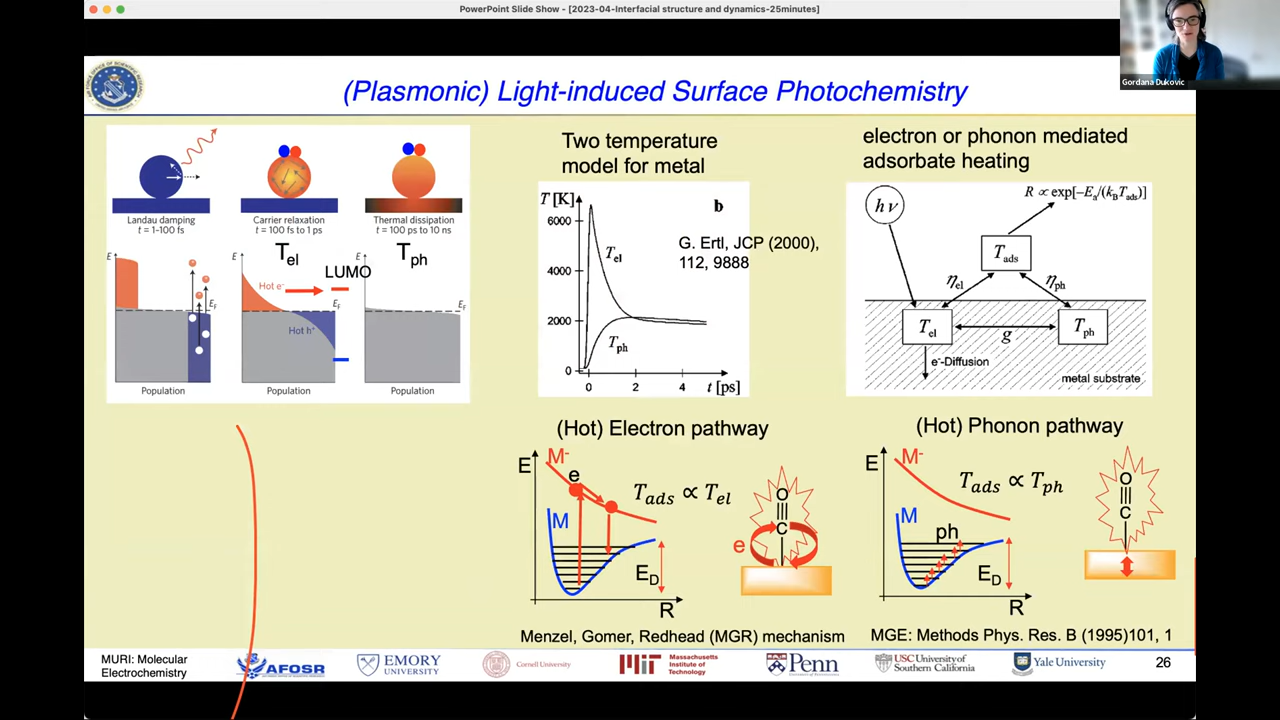 PowerPoint Slide Show - [2023-04-Interfacial structure and dynamics-25minutes]
Gordana Dukovic
(Plasmonic) Light-induced Surface Photochemistry
Landau damping
t = 1-100 fs
Carrier relaxation
t = 100 fs to 1 ps
Thermal dissipation
t = 100 ps to 10 ns
Tel
Tph
LUMO
E
E
E
Hot e-
Hot h+
EF
EF
EF
Population
Population
Population
Two temperature
model for metal
T [K]
b
6000
4000
2000
0
Tel
Tph
0 2 4 t [ps]
G. Ertl, JCP (2000),
112, 9888
electron or phonon mediated
adsorbate heating
hν
R ∝ exp[−Ea/(kBTads)]
Tads
ηel
ηph
Tel
g
Tph
e--Diffusion
metal substrate
(Hot) Electron pathway
E
M-
e
M
Tads ∝ Tel
ED
R
O
C
e
Menzel, Gomer, Redhead (MGR) mechanism
(Hot) Phonon pathway
E
M-
M
ph
Tads ∝ Tph
ED
R
O
C
MGE: Methods Phys. Res. B (1995)101, 1
MURI: Molecular
Electrochemistry
AFOSR
EMORY
UNIVERSITY
Cornell University
Massachusetts
Institute of
Technology
Penn
USC University of
Southern California
Yale University
26